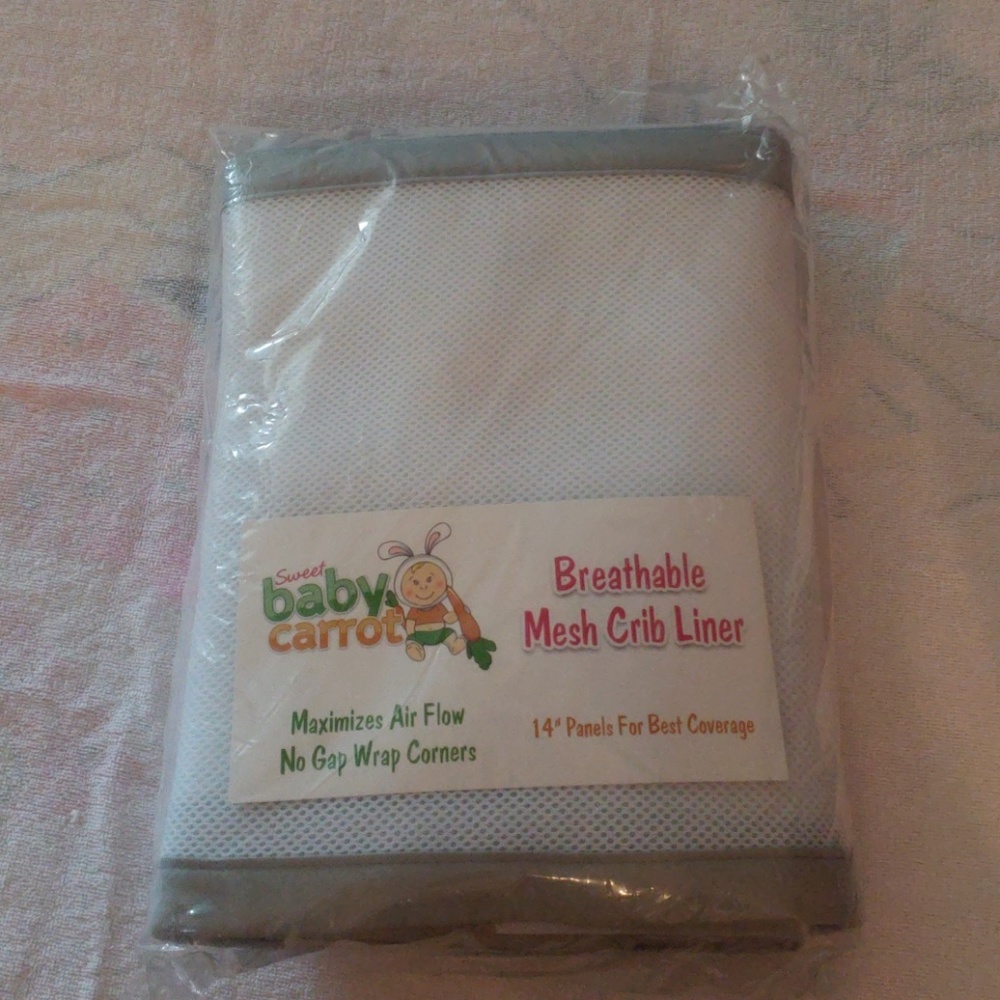 Sweet
baby
carrot
Breathable
Mesh Crib Liner
Maximizes Air Flow
No Gap Wrap Corners
14" Panels For Best Coverage